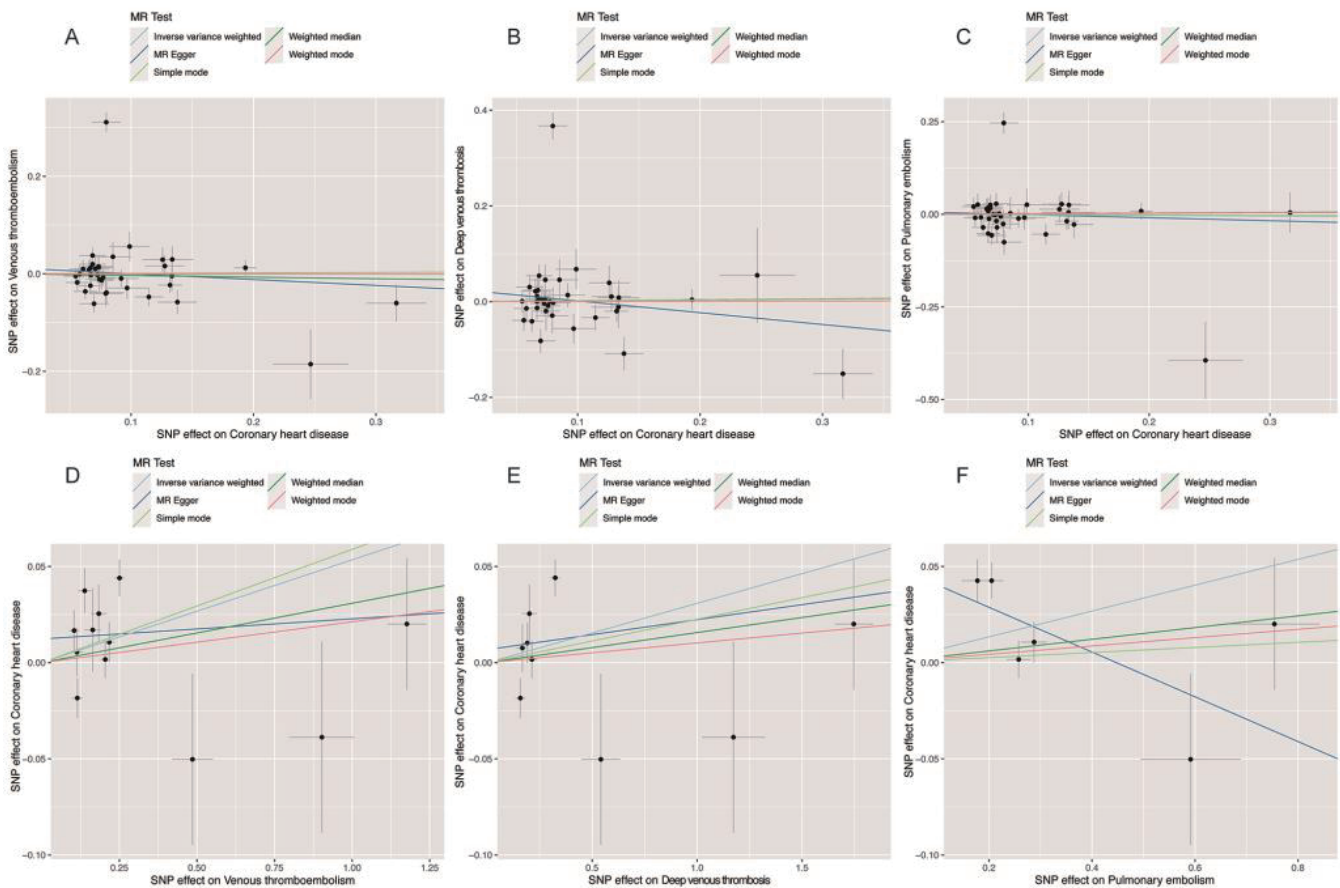 A
MR Test
Inverse variance weighted
Weighted median
MR Egger
Weighted mode
Simple mode
SNP effect on Venous thromboembolism
0.2
0.0
−0.2
0.1
0.2
0.3
SNP effect on Coronary heart disease
B
MR Test
Inverse variance weighted
Weighted median
MR Egger
Weighted mode
Simple mode
SNP effect on Deep venous thrombosis
0.4
0.2
0.0
−0.2
0.1
0.2
0.3
SNP effect on Coronary heart disease
C
MR Test
Inverse variance weighted
Weighted median
MR Egger
Weighted mode
Simple mode
SNP effect on Pulmonary embolism
0.25
0.00
−0.25
−0.50
0.1
0.2
0.3
SNP effect on Coronary heart disease
D
MR Test
Inverse variance weighted
Weighted median
MR Egger
Weighted mode
Simple mode
SNP effect on Coronary heart disease
0.05
0.00
−0.05
−0.10
0.25
0.50
0.75
1.00
1.25
SNP effect on Venous thromboembolism
E
MR Test
Inverse variance weighted
Weighted median
MR Egger
Weighted mode
Simple mode
SNP effect on Coronary heart disease
0.05
0.00
−0.05
−0.10
0.5
1.0
1.5
SNP effect on Deep venous thrombosis
F
MR Test
Inverse variance weighted
Weighted median
MR Egger
Weighted mode
Simple mode
SNP effect on Coronary heart disease
0.05
0.00
−0.05
−0.10
0.2
0.4
0.6
0.8
SNP effect on Pulmonary embolism